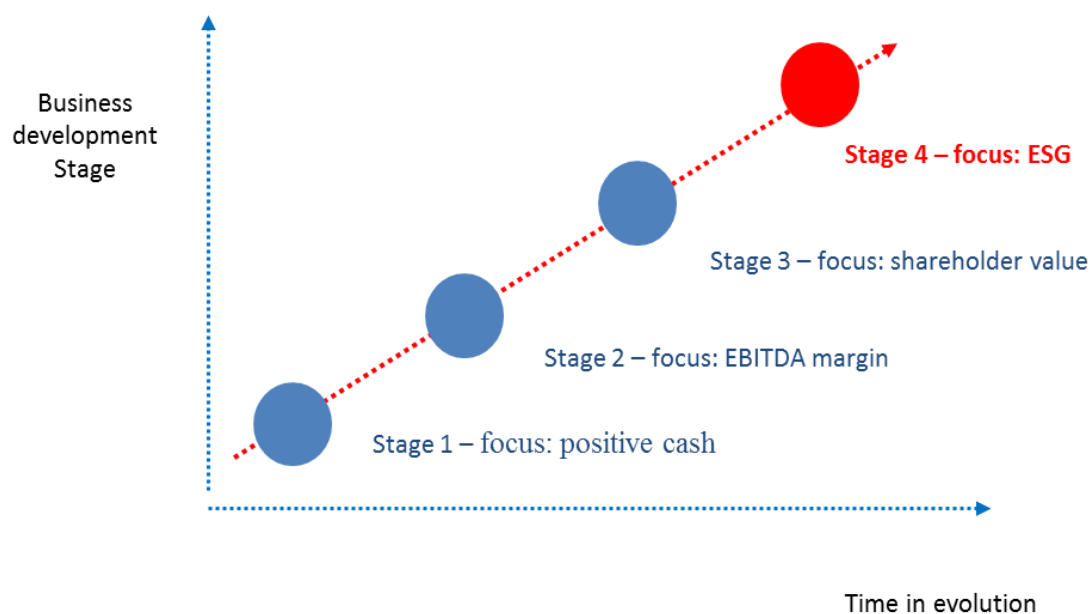 Business
development
Stage
Stage 4 – focus: ESG
Stage 3 – focus: shareholder value
Stage 2 – focus: EBITDA margin
Stage 1 – focus: positive cash
Time in evolution